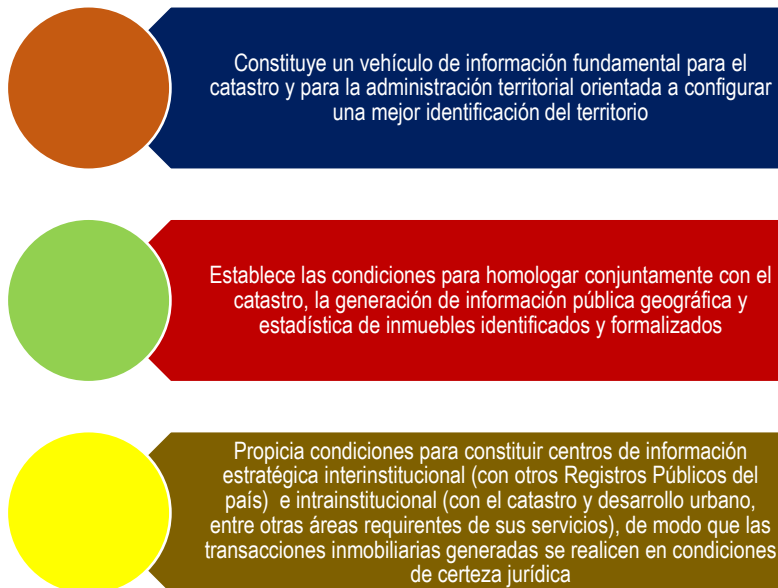 Constituye un vehículo de información fundamental para el
catastro y para la administración territorial orientada a configurar
una mejor identificación del territorio
Establece las condiciones para homologar conjuntamente con el
catastro, la generación de información pública geográfica y
estadística de inmuebles identificados y formalizados
Propicia condiciones para constituir centros de información
estratégica interinstitucional (con otros Registros Públicos del
país) e intrainstitucional (con el catastro y desarrollo urbano,
entre otras áreas requirentes de sus servicios), de modo que las
transacciones inmobiliarias generadas se realicen en condiciones
de certeza jurídica